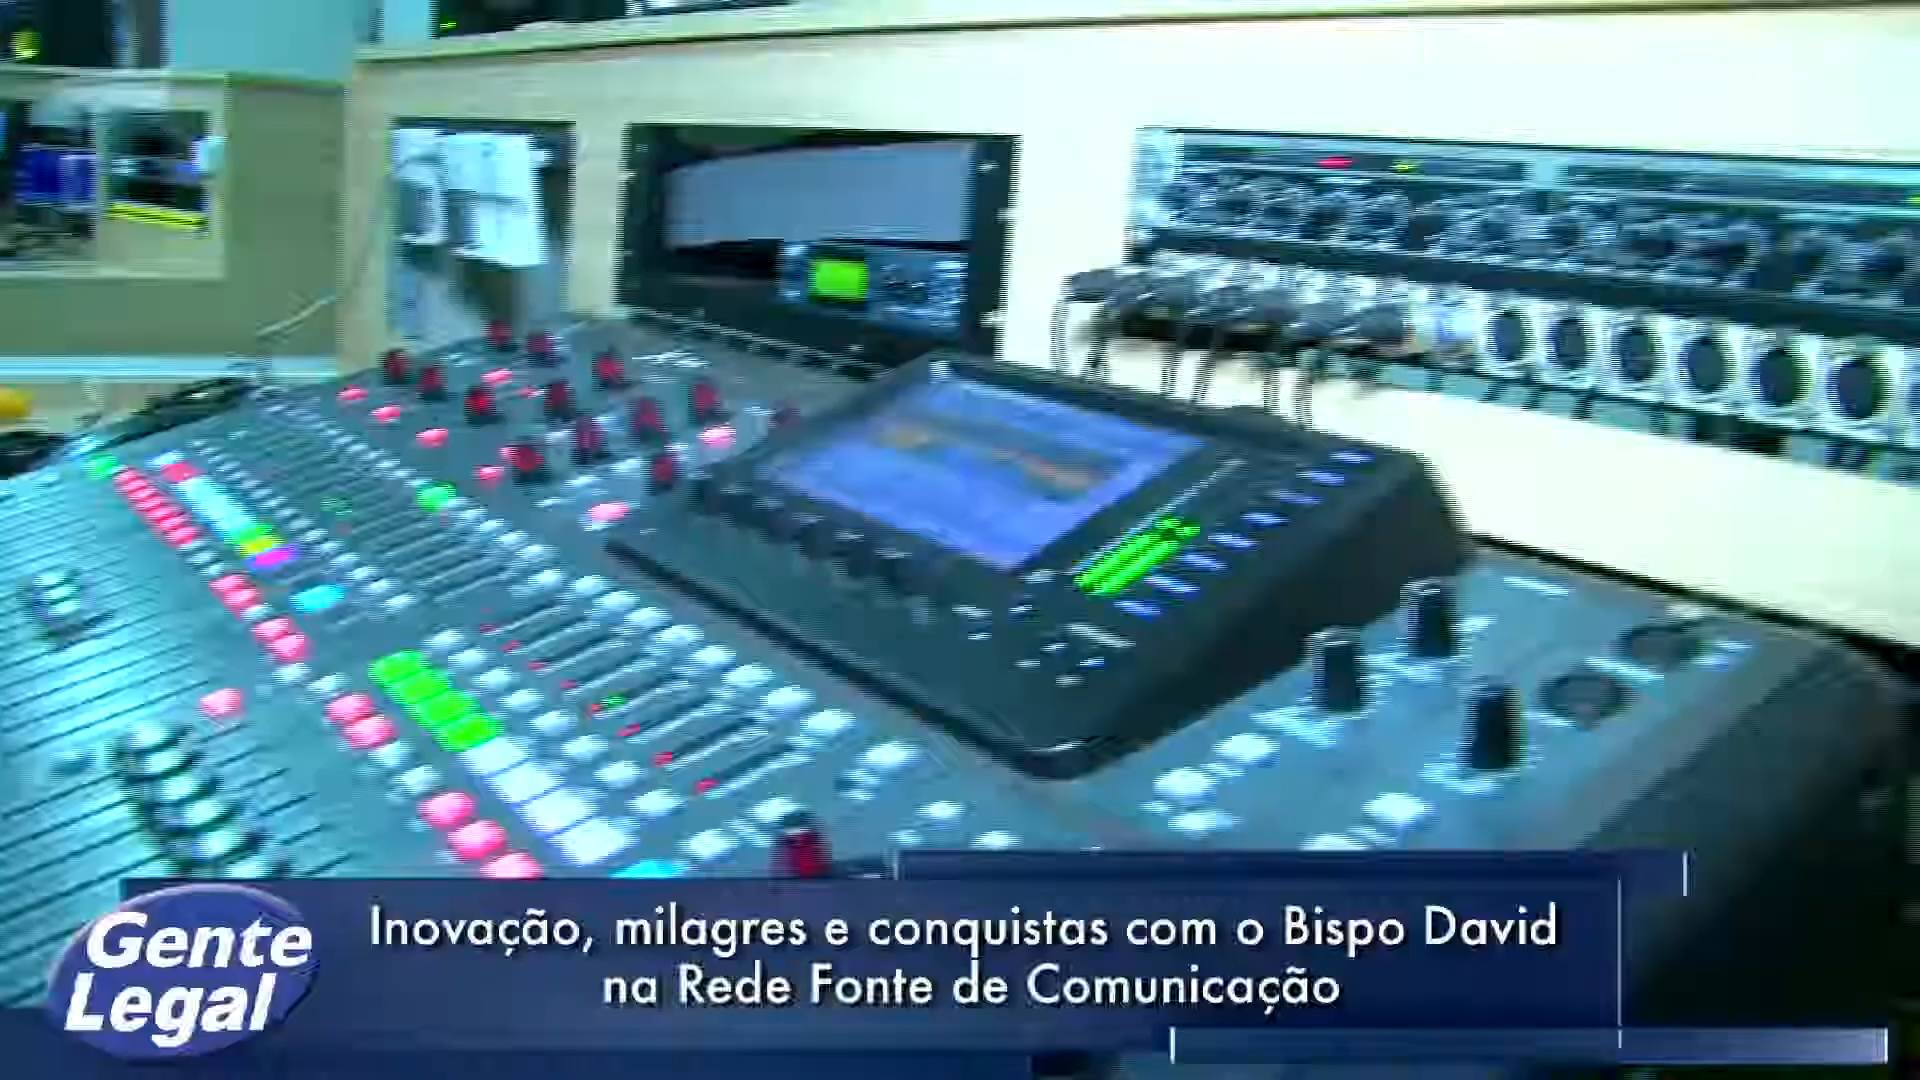 Gente
Legal
Inovação, milagres e conquistas com o Bispo David
na Rede Fonte de Comunicação